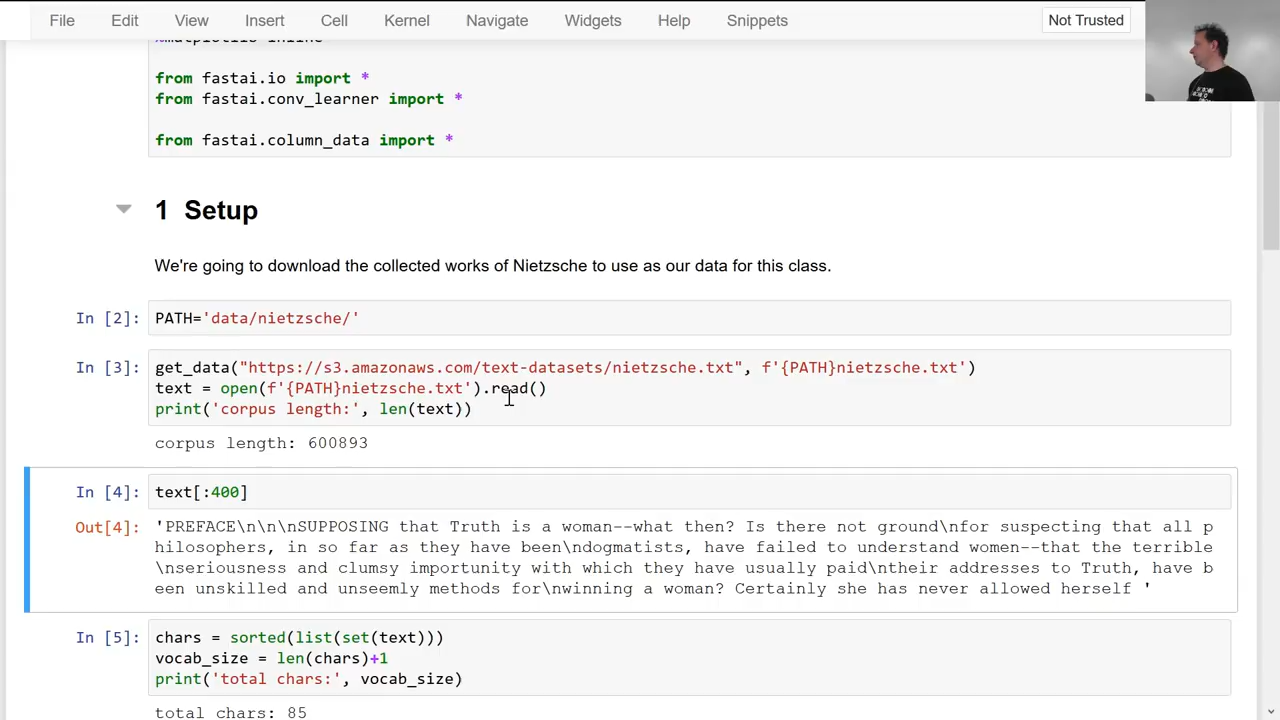 File Edit View Insert Cell Kernel Navigate Widgets Help Snippets Not Trusted
%matplotlib inline
from fastai.io import *
from fastai.conv_learner import *
from fastai.column_data import *
1 Setup
We're going to download the collected works of Nietzsche to use as our data for this class.
In [2]: PATH='data/nietzsche/'
In [3]: get_data("https://s3.amazonaws.com/text-datasets/nietzsche.txt", f'{PATH}nietzsche.txt')
text = open(f'{PATH}nietzsche.txt').read()
print('corpus length:', len(text))
corpus length: 600893
In [4]: text[:400]
Out[4]: 'PREFACE\n\n\nSUPPOSING that Truth is a woman--what then? Is there not ground\nfor suspecting that all p
hilosophers, in so far as they have been\ndogmatists, have failed to understand women--that the terrible
\nseriousness and clumsy importunity with which they have usually paid\ntheir addresses to Truth, have b
een unskilled and unseemly methods for\nwinning a woman? Certainly she has never allowed herself '
In [5]: chars = sorted(list(set(text)))
vocab_size = len(chars)+1
print('total chars:', vocab_size)
total chars: 85